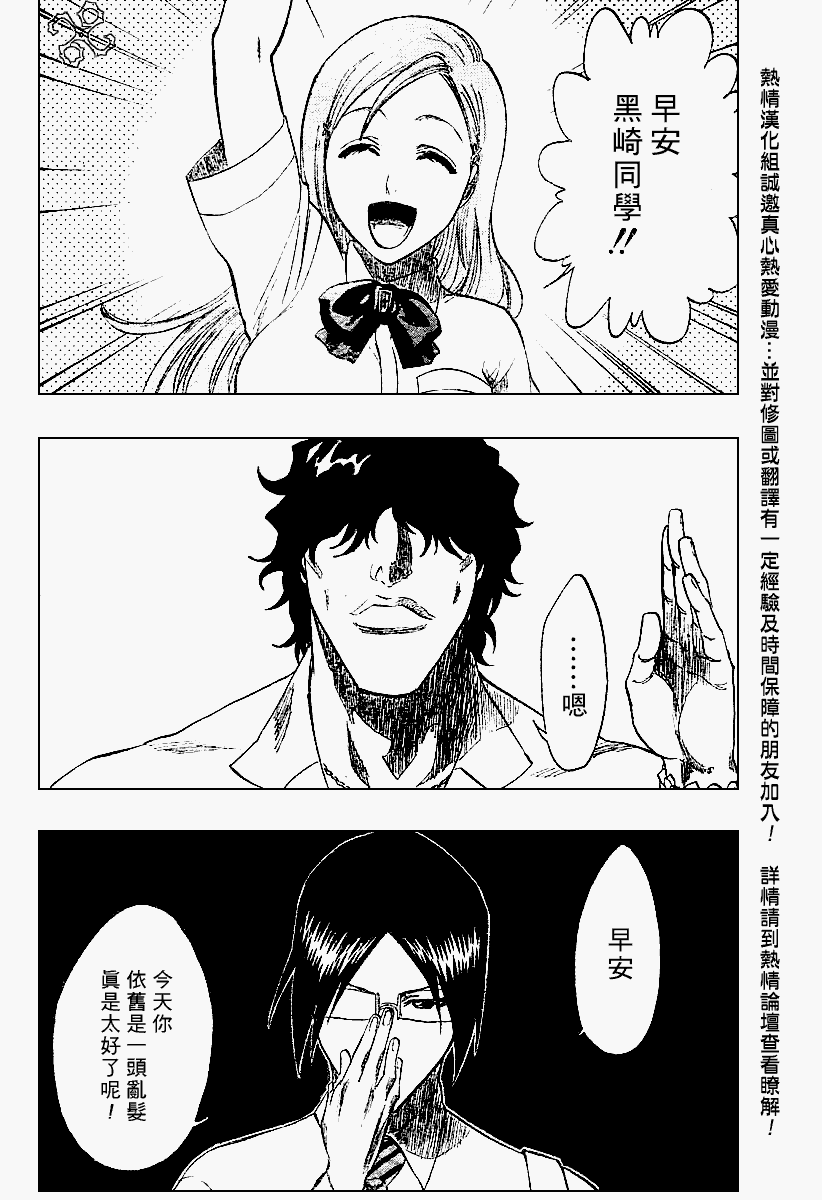 早安
黑崎同學!!
……嗯
早安
今天你
依舊是一頭亂髮
眞是太好了呢！
熱情漢化組誠邀真心熱愛動漫…並對修圖或翻譯有一定經驗及時間保障的朋友加入！ 詳情請到熱情論壇查看瞭解！